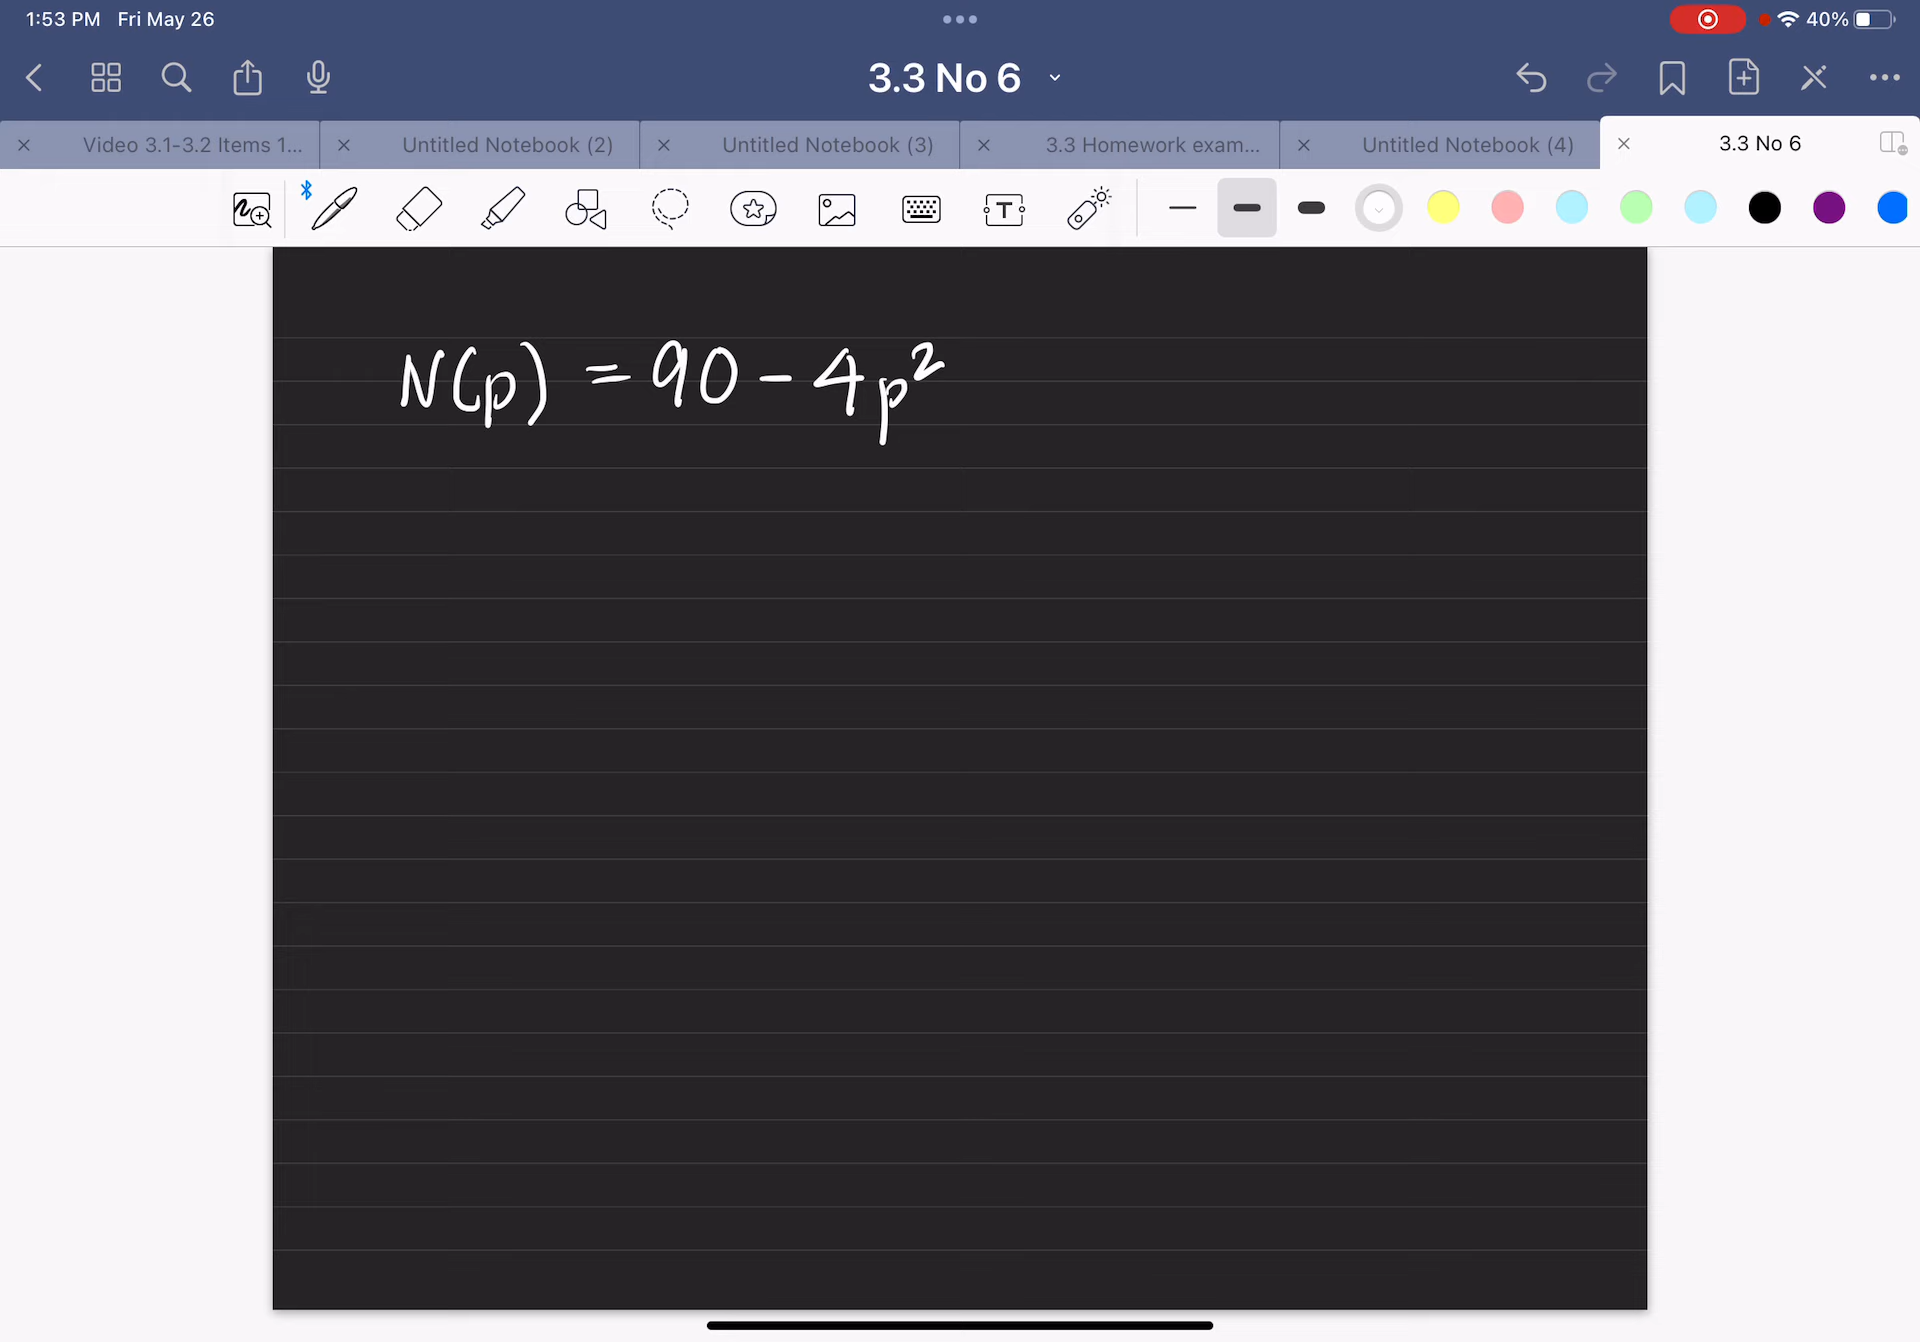 1:53 PM Fri May 26
40%
3.3 No 6
Video 3.1-3.2 Items 1...
Untitled Notebook (2)
Untitled Notebook (3)
3.3 Homework exam...
Untitled Notebook (4)
3.3 No 6
T
N(p) = 90 - 4p²